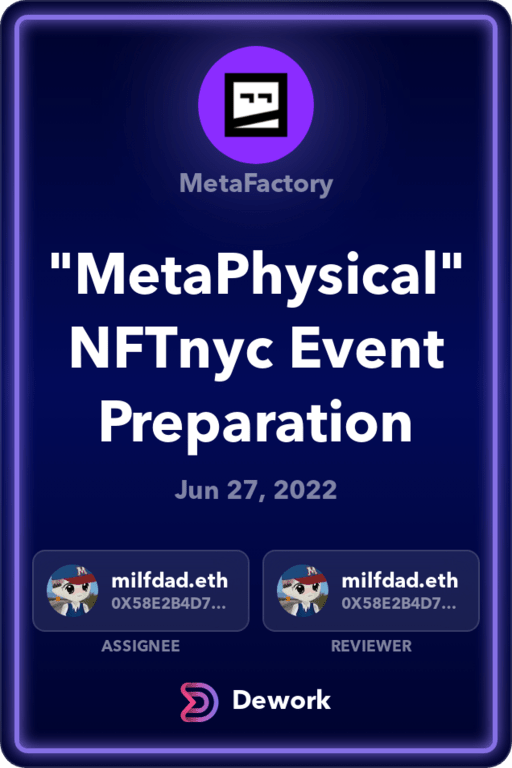 MetaFactory
"MetaPhysical"
NFTnyc Event
Preparation
Jun 27, 2022
milfdad.eth
0X58E2B4D7...
ASSIGNEE
milfdad.eth
0X58E2B4D7...
REVIEWER
Dework